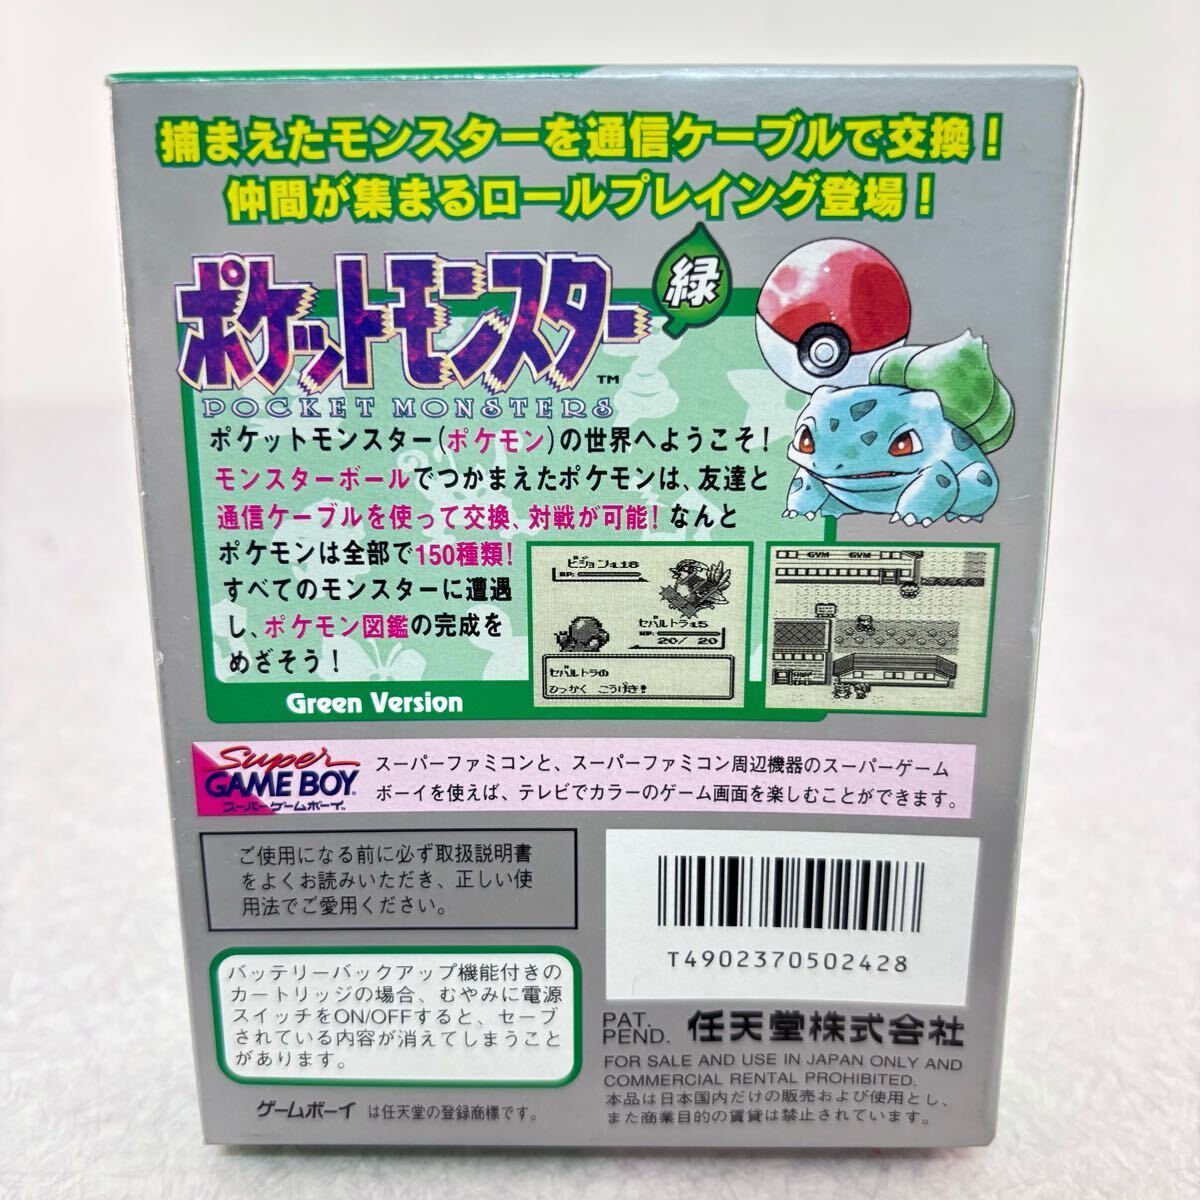 捕まえたモンスターを通信ケーブルで交換！
仲間が集まるロールプレイング登場！
ポケットモンスター
緑
TM
POCKET MONSTERS
ポケットモンスター(ポケモン)の世界へようこそ！
モンスターボールでつかまえたポケモンは、友達と
通信ケーブルを使って交換、対戦が可能！なんと
ポケモンは全部で150種類！
すべてのモンスターに遭遇
し、ポケモン図鑑の完成を
めざそう！
ピジョン:L18
HP:
セバルトラ:L5
HP:
20/ 20
セバルトラの
ひっかく こうげき！
GYM GYM
Green Version
Super
GAME BOY
スーパーゲームボーイ
スーパーファミコンと、スーパーファミコン周辺機器のスーパーゲーム
ボーイを使えば、テレビでカラーのゲーム画面を楽しむことができます。
ご使用になる前に必ず取扱説明書
をよくお読みいただき、正しい使
用法でご愛用ください。
バッテリーバックアップ機能付きの
カートリッジの場合、むやみに電源
スイッチをON/OFFすると、セーブ
されている内容が消えてしまうこと
があります。
ゲームボーイ は任天堂の登録商標です。
T4902370502428
PAT.
PEND. 任天堂株式会社
FOR SALE AND USE IN JAPAN ONLY AND
COMMERCIAL RENTAL PROHIBITED.
本品は日本国内だけの販売および使用とし、
また商業目的の賃貸は禁止されています。